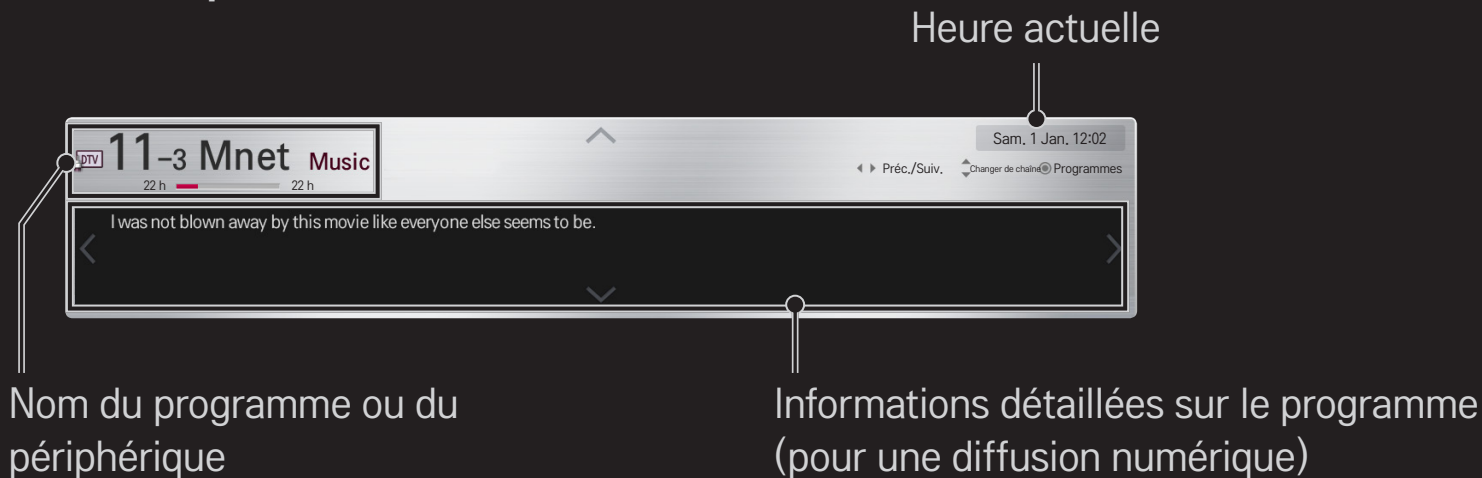 Heure actuelle
Sam. 1 Jan. 12:02
DTV 11-3 Mnet Music
Préc./Suiv. Changer de chaîne Programmes
22 h 22 h
I was not blown away by this movie like everyone else seems to be.
Nom du programme ou du
périphérique
Informations détaillées sur le programme
(pour une diffusion numérique)